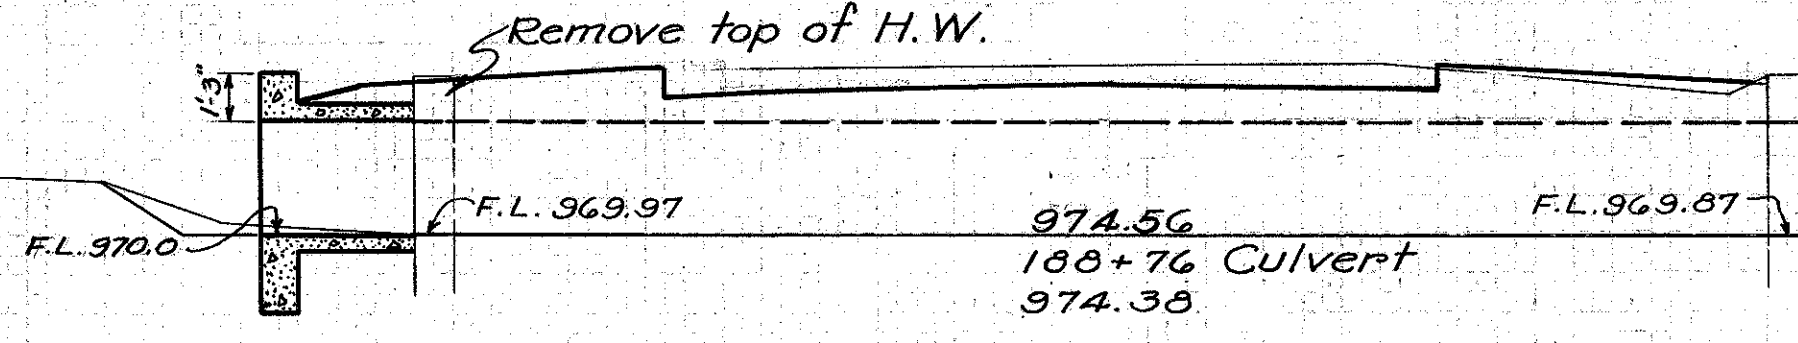 Remove top of H.W.
1'-3"
F.L. 969.97
F.L. 970.0
974.56
188+76 Culvert
974.38
F.L. 969.87